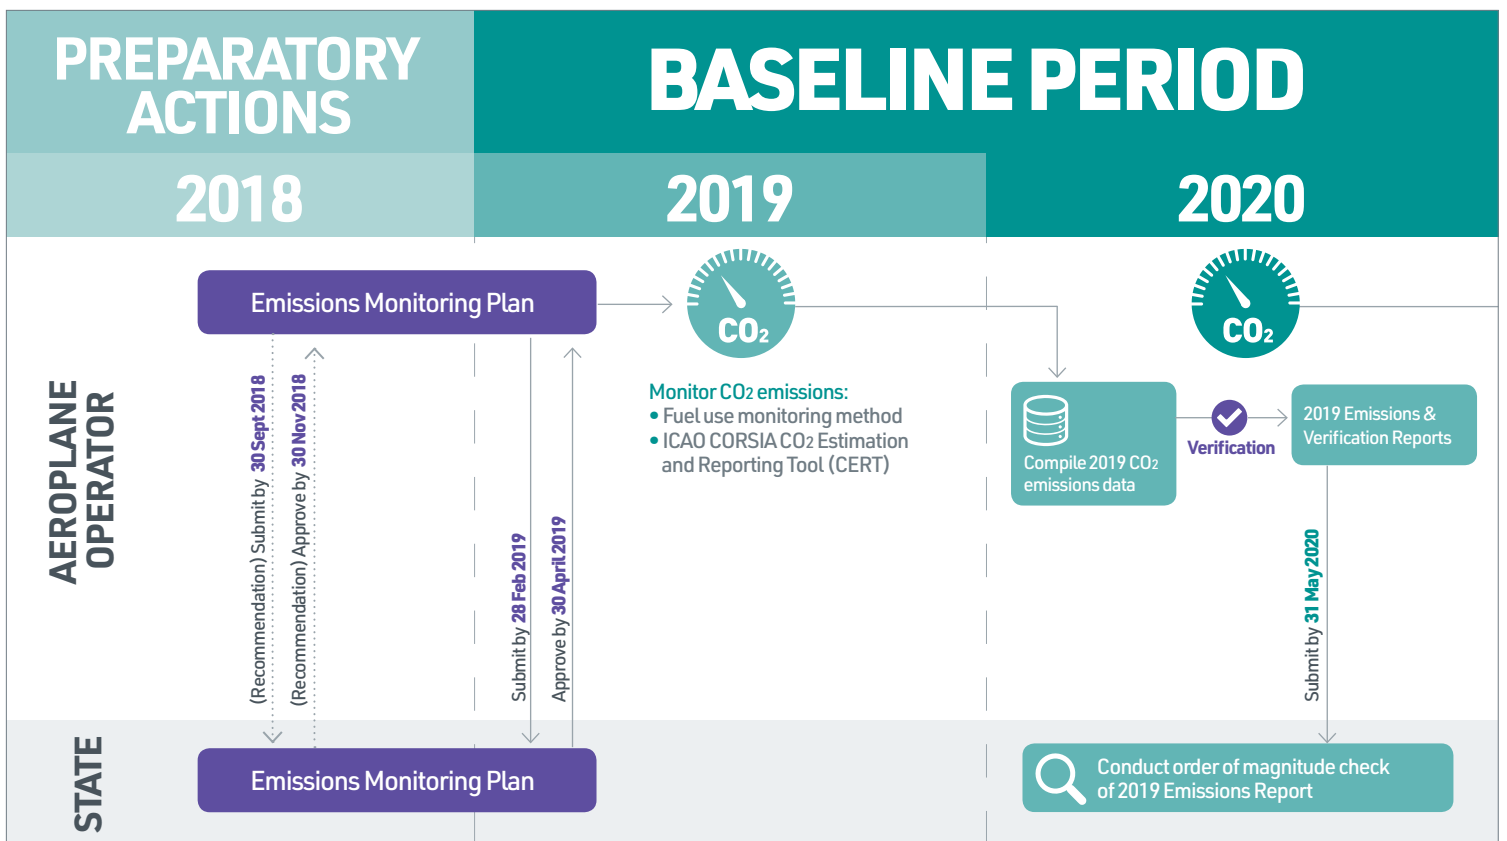 PREPARATORY
ACTIONS
BASELINE PERIOD
2018
2019
2020
AEROPLANE
OPERATOR
Emissions Monitoring Plan
(Recommendation) Submit by 30 Sept 2018
(Recommendation) Approve by 30 Nov 2018
Submit by 28 Feb 2019
Approve by 30 April 2019
CO2
Monitor CO2 emissions:
• Fuel use monitoring method
• ICAO CORSIA CO2 Estimation
and Reporting Tool (CERT)
CO2
Compile 2019 CO2
emissions data
Verification
2019 Emissions &
Verification Reports
Submit by 31 May 2020
STATE
Emissions Monitoring Plan
Conduct order of magnitude check
of 2019 Emissions Report